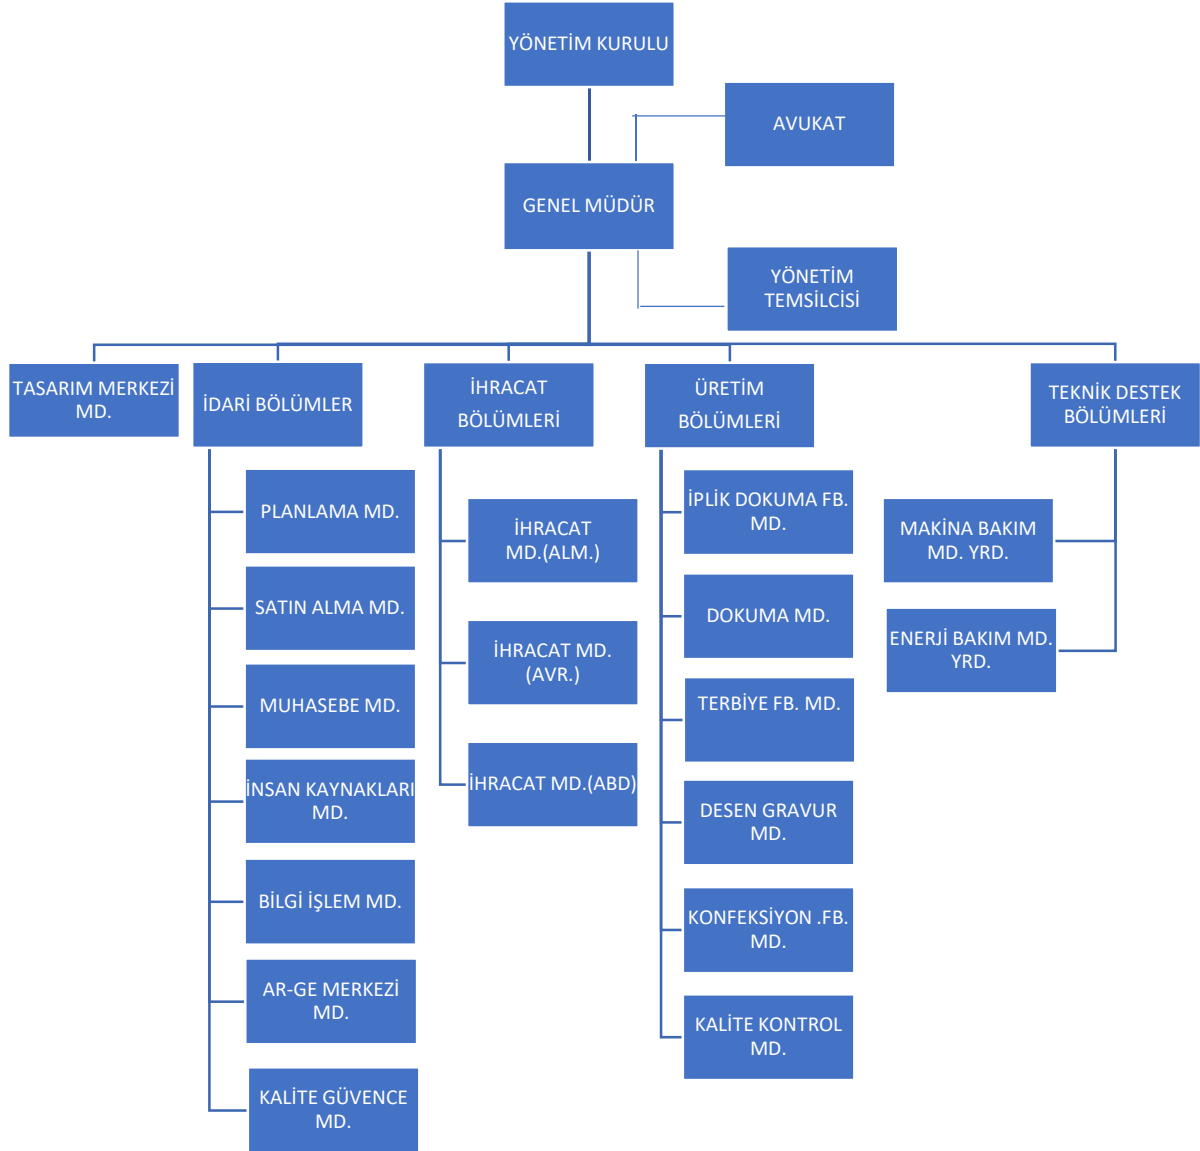 YÖNETİM KURULU
AVUKAT
GENEL MÜDÜR
YÖNETİM
TEMSİLCİSİ
TASARIM MERKEZİ
MD.
İDARİ BÖLÜMLER
İHRACAT
BÖLÜMLERİ
ÜRETİM
BÖLÜMLERİ
TEKNİK DESTEK
BÖLÜMLERİ
PLANLAMA MD.
SATIN ALMA MD.
MUHASEBE MD.
İNSAN KAYNAKLARI
MD.
BİLGİ İŞLEM MD.
AR-GE MERKEZİ
MD.
KALİTE GÜVENCE
MD.
İHRACAT
MD.(ALM.)
İHRACAT MD.
(AVR.)
İHRACAT MD.(ABD)
İPLİK DOKUMA FB.
MD.
DOKUMA MD.
TERBİYE FB. MD.
DESEN GRAVUR
MD.
KONFEKSİYON .FB.
MD.
KALİTE KONTROL
MD.
MAKİNA BAKIM
MD. YRD.
ENERJİ BAKIM MD.
YRD.